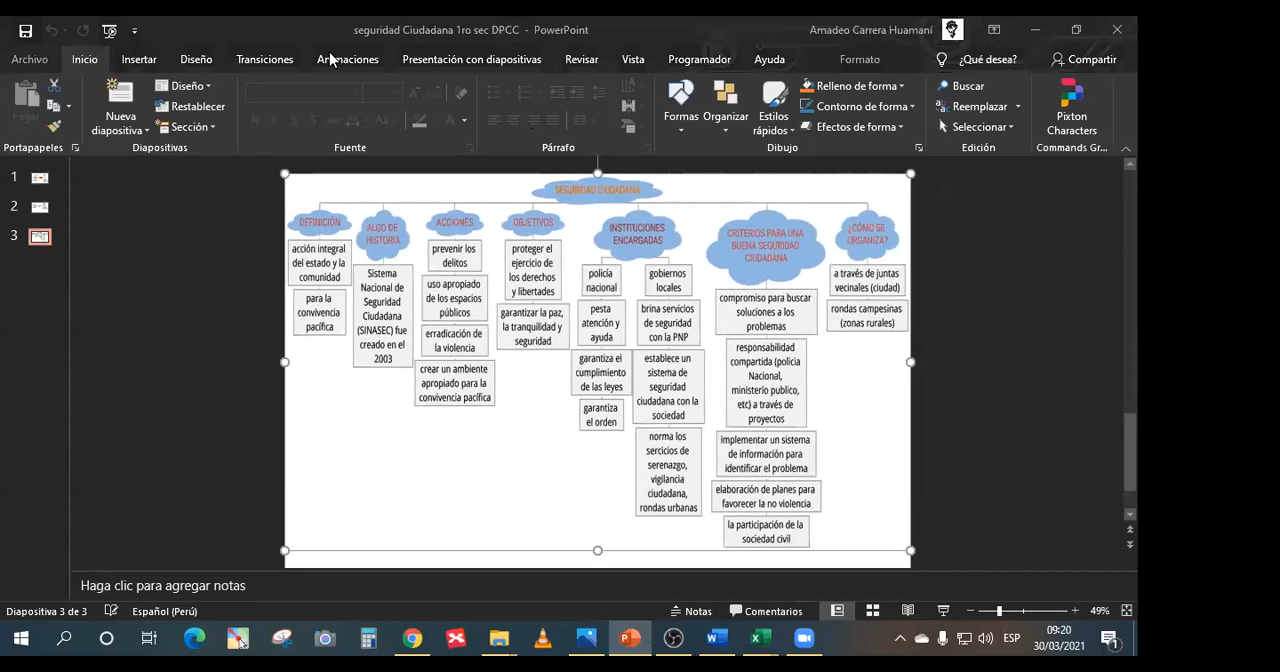 seguridad Ciudadana 1ro sec DPCC - PowerPoint
Amadeo Carrera Huamaní
Archivo
Inicio
Insertar
Diseño
Transiciones
Animaciones
Presentación con diapositivas
Revisar
Vista
Programador
Ayuda
Formato
¿Qué desea?
Compartir
Pegar
Nueva
diapositiva
Diseño
Restablecer
Sección
Formas
Organizar
Estilos
rápidos
Relleno de forma
Contorno de forma
Efectos de forma
Buscar
Reemplazar
Seleccionar
Pixton
Characters
Portapapeles
Diapositivas
Fuente
Párrafo
Dibujo
Edición
Commands Gr...
1
2
3
SEGURIDAD CIUDADANA
DEFINICIÓN
acción integral
del estado y la
comunidad
para la
convivencia
pacífica
ALGO DE
HISTORIA
Sistema
Nacional de
Seguridad
Ciudadana
(SINASEC) fue
creado en el
2003
ACCIONES
prevenir los
delitos
uso apropiado
de los espacios
públicos
erradicación de
la violencia
crear un ambiente
apropiado para la
convivencia pacífica
OBJETIVOS
proteger el
ejercicio de
los derechos
y libertades
garantizar la paz,
la tranquilidad y
seguridad
INSTITUCIONES
ENCARGADAS
policía
nacional
pesta
atención y
ayuda
garantiza el
cumplimiento
de las leyes
garantiza
el orden
gobiernos
locales
brina servicios
de seguridad
con la PNP
establece un
sistema de
seguridad
ciudadana con la
sociedad
norma los
sercicios de
serenazgo,
vigilancia
ciudadana,
rondas urbanas
CRITERIOS PARA UNA
BUENA SEGURIDAD
CIUDADANA
compromiso para buscar
soluciones a los
problemas
responsabilidad
compartida (policia
Nacional,
ministerio publico,
etc) a través de
proyectos
implementar un sistema
de información para
identificar el problema
elaboración de planes para
favorecer la no violencia
la participación de la
sociedad civil
¿CÓMO SE
ORGANIZA?
a través de juntas
vecinales (ciudad)
rondas campesinas
(zonas rurales)
Haga clic para agregar notas
Diapositiva 3 de 3
Español (Perú)
Notas
Comentarios
49%
ESP
09:20
30/03/2021
1